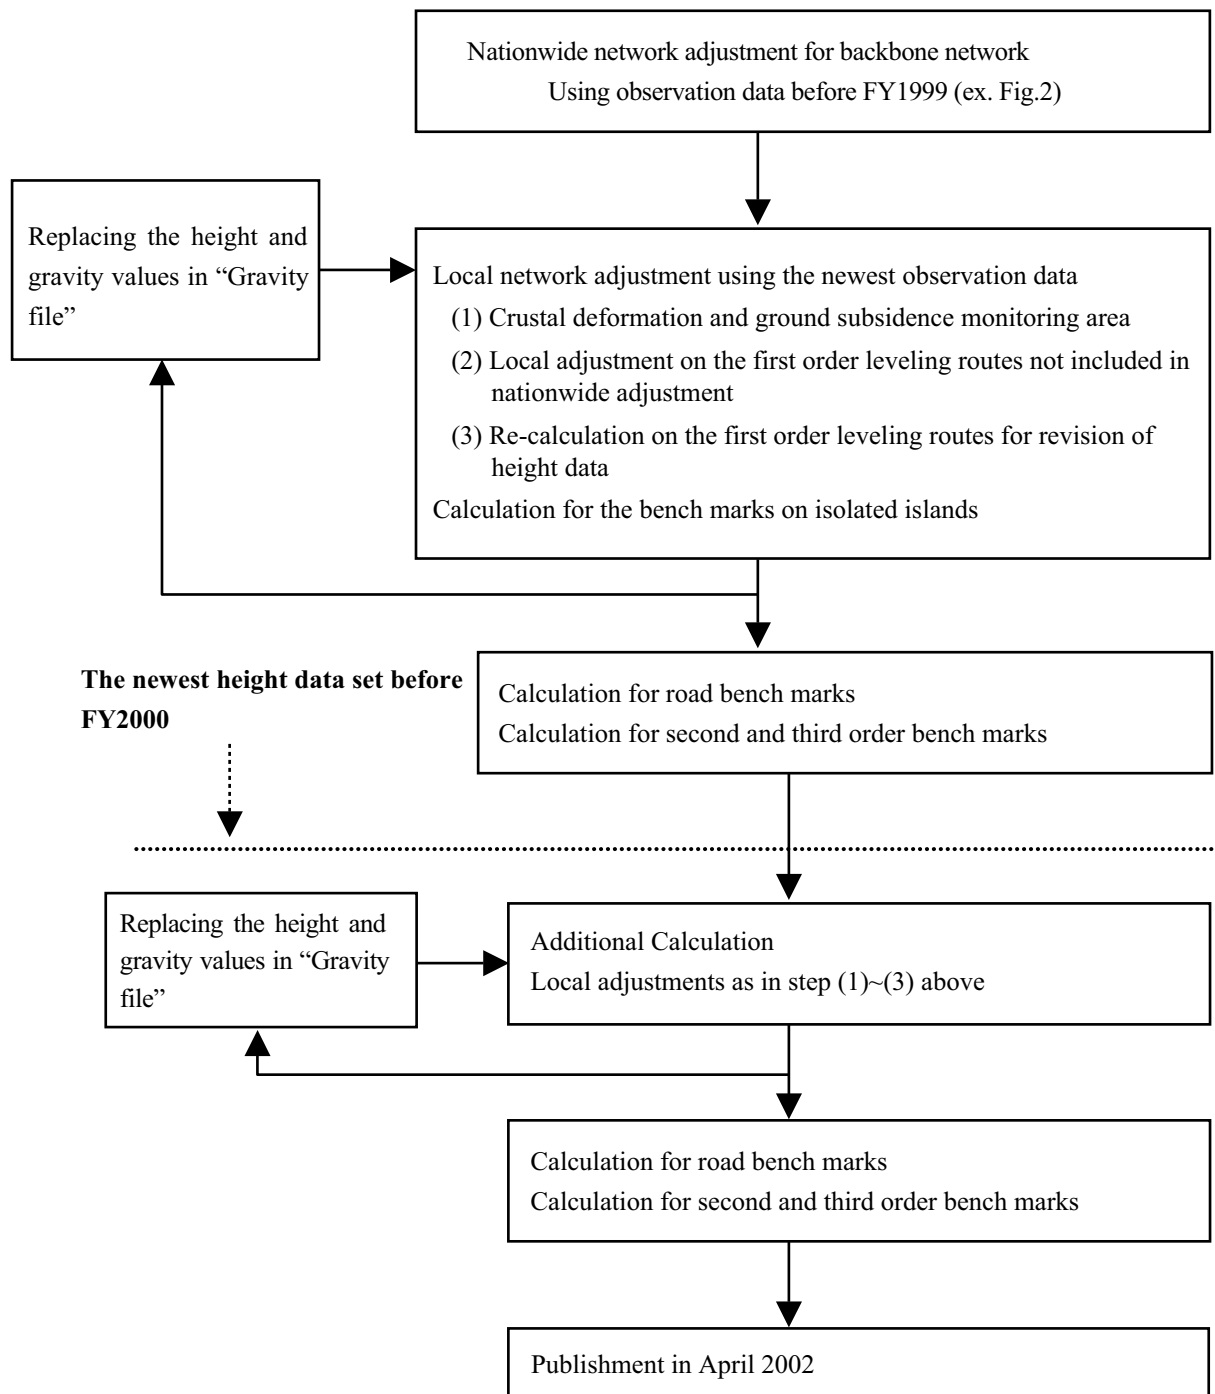 Nationwide network adjustment for backbone network
Using observation data before FY1999 (ex. Fig.2)
Replacing the height and
gravity values in “Gravity
file”
Local network adjustment using the newest observation data
(1) Crustal deformation and ground subsidence monitoring area
(2) Local adjustment on the first order leveling routes not included in
nationwide adjustment
(3) Re-calculation on the first order leveling routes for revision of
height data
Calculation for the bench marks on isolated islands
The newest height data set before
FY2000
Calculation for road bench marks
Calculation for second and third order bench marks
Replacing the height and
gravity values in “Gravity
file”
Additional Calculation
Local adjustments as in step (1)~(3) above
Calculation for road bench marks
Calculation for second and third order bench marks
Publishment in April 2002